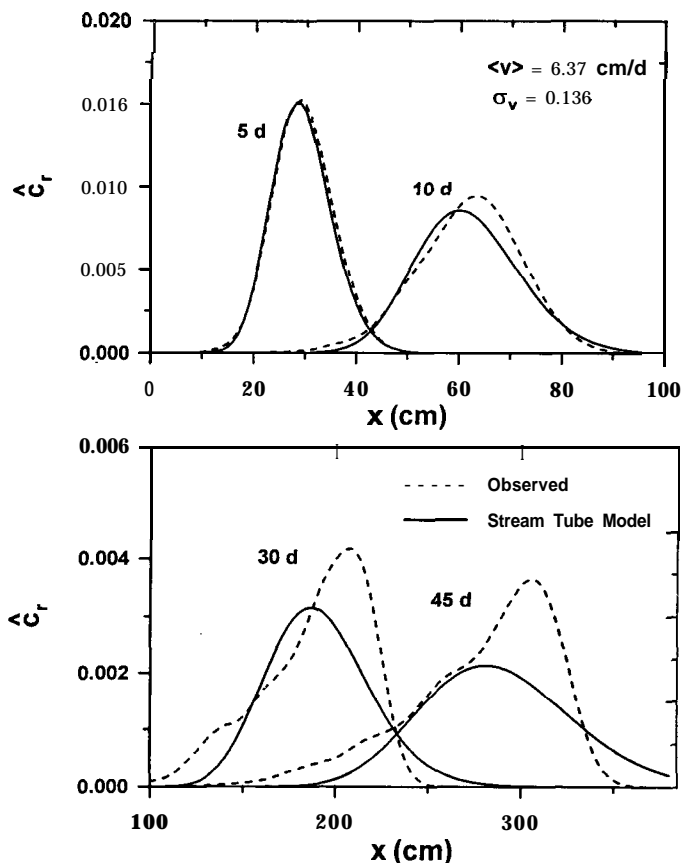 0.020
<v> = 6.37 cm/d
σv = 0.136
0.016
5 d
10 d
ĉr
0.010
0.005
0.000
0 20 40 60 80 100
x (cm)
0.006
Observed
Stream Tube Model
30 d
45 d
0.004
ĉr
0.002
0.000
100 200 300
x (cm)